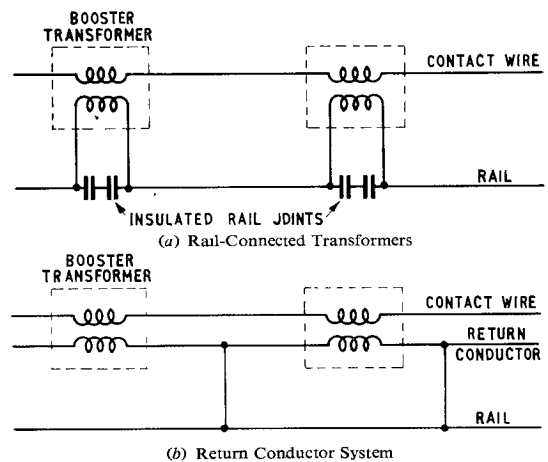 BOOSTER
TRANSFORMER
CONTACT WIRE
RAIL
INSULATED RAIL JOINTS
(a) Rail-Connected Transformers
BOOSTER
TRANSFORMER
CONTACT WIRE
RETURN
CONDUCTOR
RAIL
(b) Return Conductor System